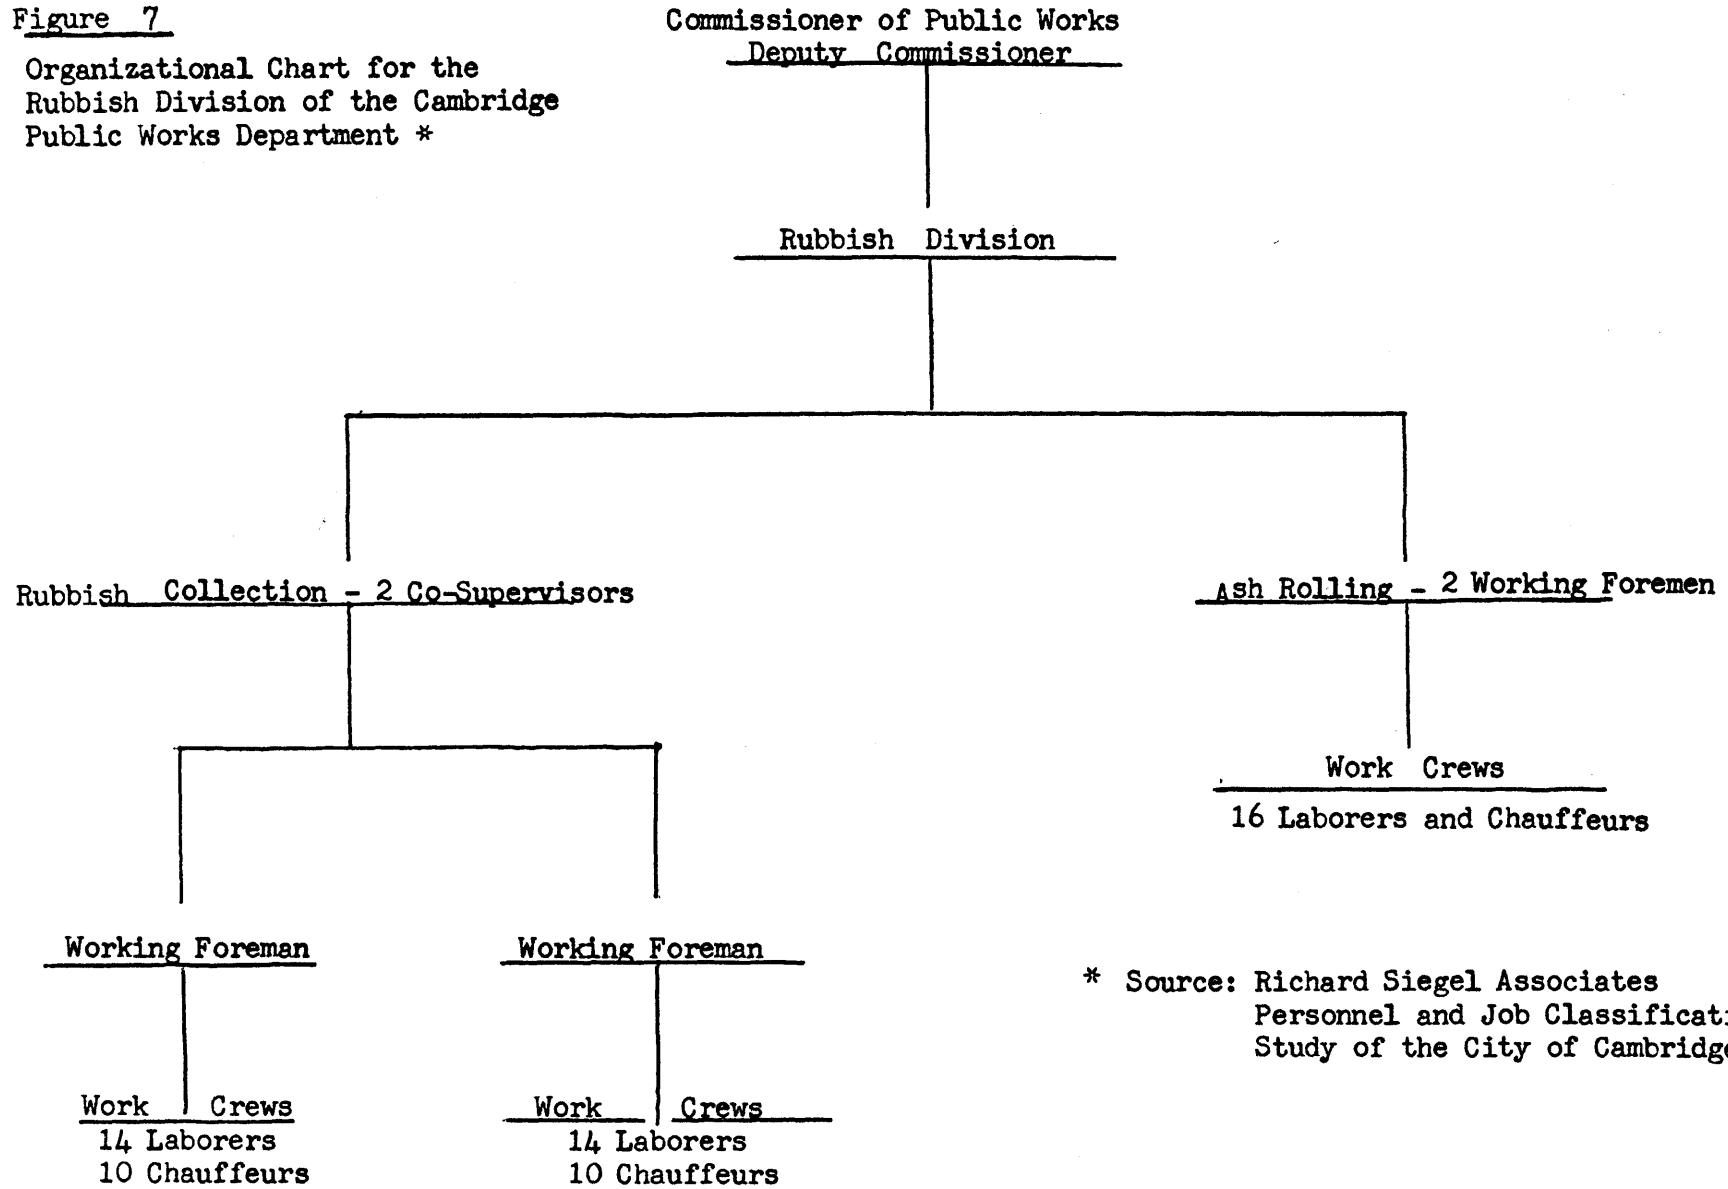 Figure 7
Organizational Chart for the
Rubbish Division of the Cambridge
Public Works Department *
Commissioner of Public Works
Deputy Commissioner
Rubbish Division
Rubbish Collection - 2 Co-Supervisors
Ash Rolling - 2 Working Foremen
Work Crews
16 Laborers and Chauffeurs
Working Foreman
Working Foreman
Work Crews
14 Laborers
10 Chauffeurs
Work Crews
14 Laborers
10 Chauffeurs
* Source: Richard Siegel Associates
Personnel and Job Classificati
Study of the City of Cambridge